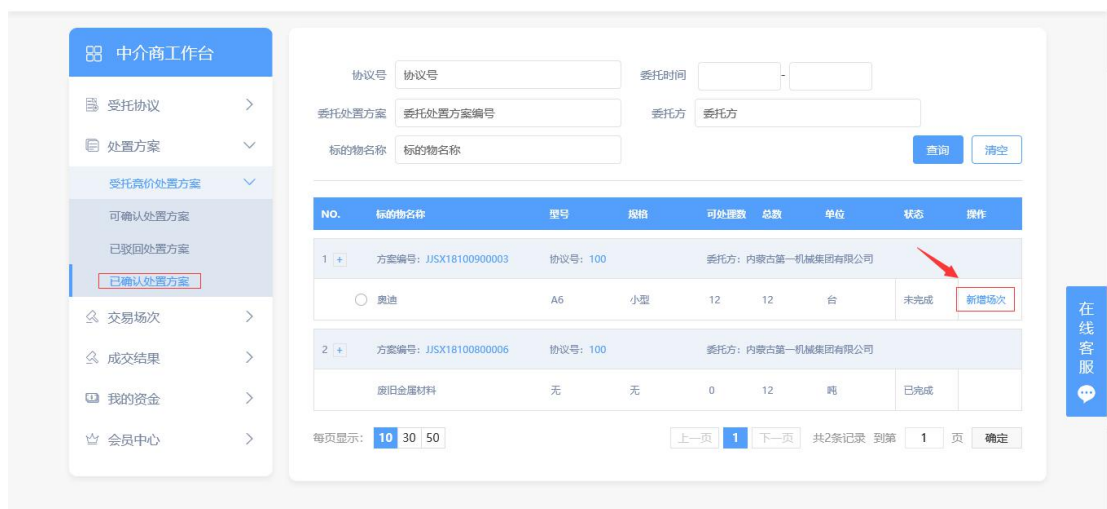 中介商工作台
受托协议
处置方案
受托竞价处置方案
可确认处置方案
已驳回处置方案
已确认处置方案
交易场次
成交结果
我的资金
会员中心
协议号 协议号 委托时间 -
委托处置方案 委托处置方案编号 委托方 委托方
标的物名称 标的物名称 查询 清空
NO. 标的物名称 型号 规格 可处理数 总数 单位 状态 操作
1 + 方案编号：JJSX18100900003 协议号：100 委托方：内蒙古第一机械集团有限公司
奥迪 A6 小型 12 12 台 未完成 新增场次
2 + 方案编号：JJSX18100800006 协议号：100 委托方：内蒙古第一机械集团有限公司
废旧金属材料 无 无 0 12 吨 已完成
每页显示： 10 30 50 上一页 1 下一页 共2条记录 到第 1 页 确定
在线客服